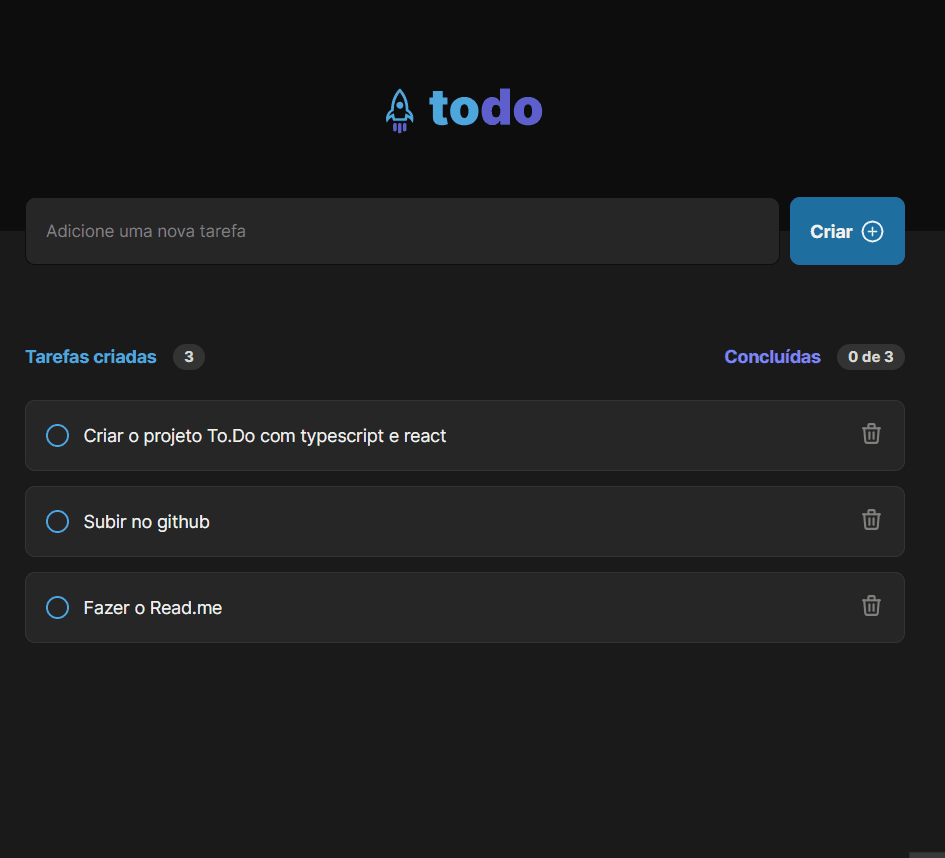 todo
Adicione uma nova tarefa
Criar
Tarefas criadas 3
Concluídas 0 de 3
Criar o projeto To.Do com typescript e react
Subir no github
Fazer o Read.me